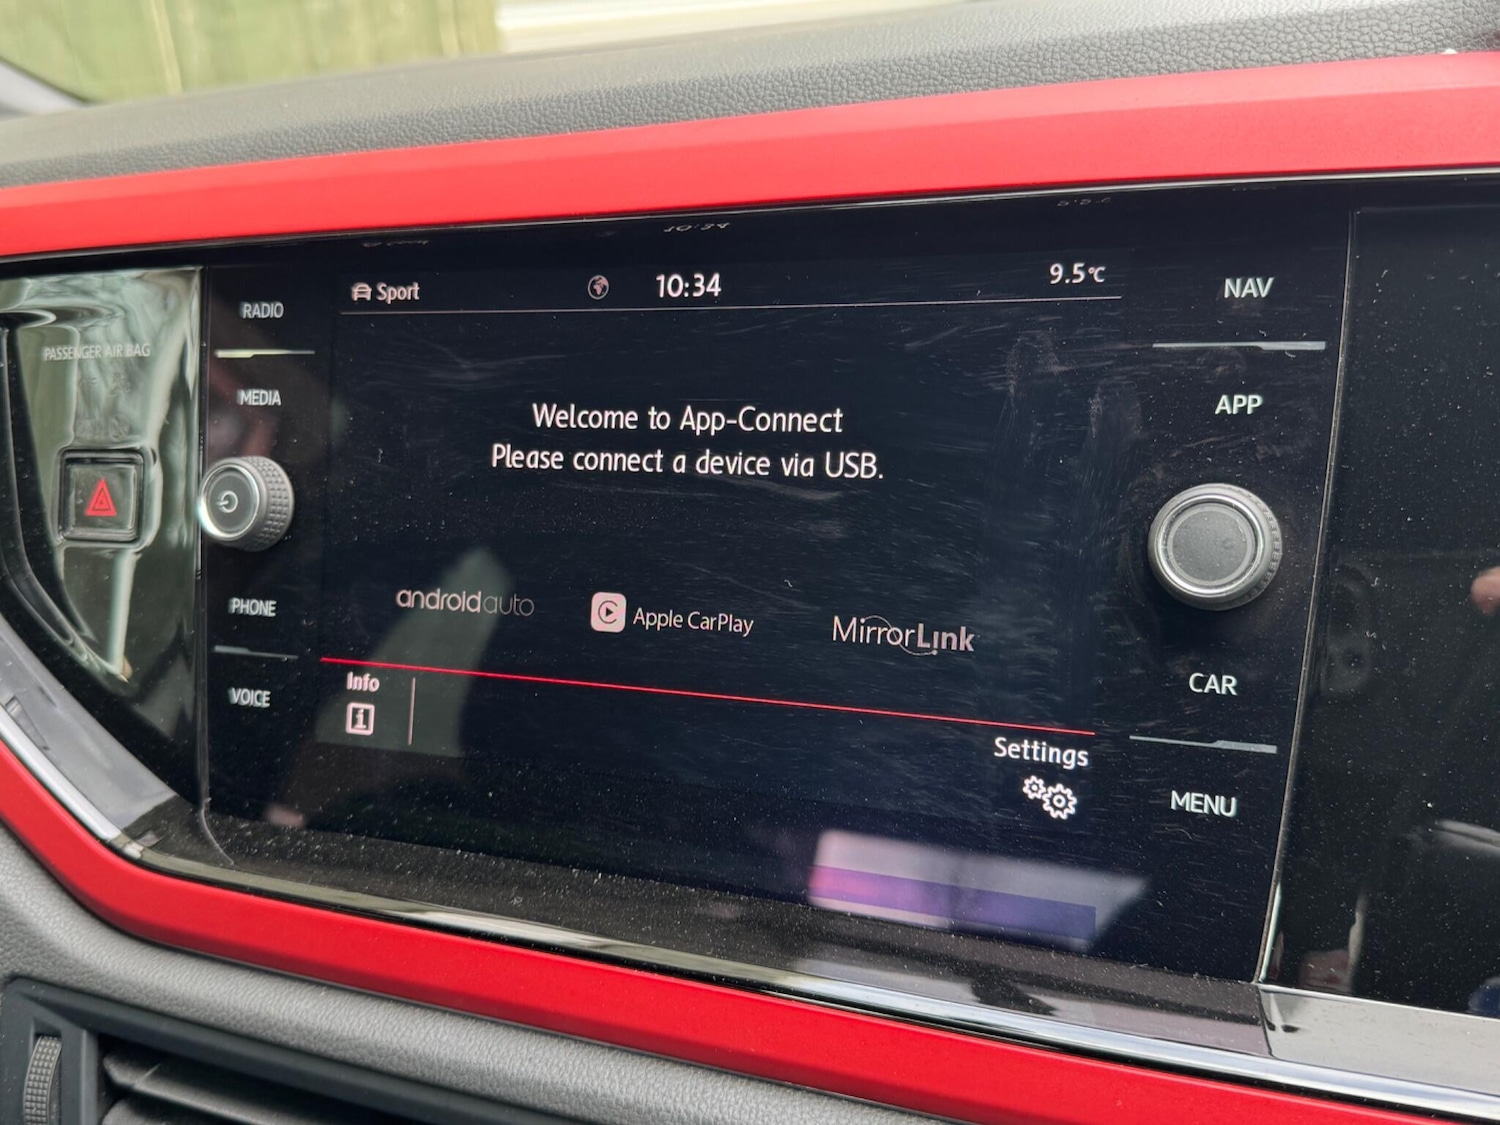 PASSENGER AIR BAG
RADIO
MEDIA
PHONE
VOICE
Sport
10:34
9.5°C
Welcome to App-Connect
Please connect a device via USB.
androidauto
Apple CarPlay
MirrorLink
Info
i
Settings
NAV
APP
CAR
MENU